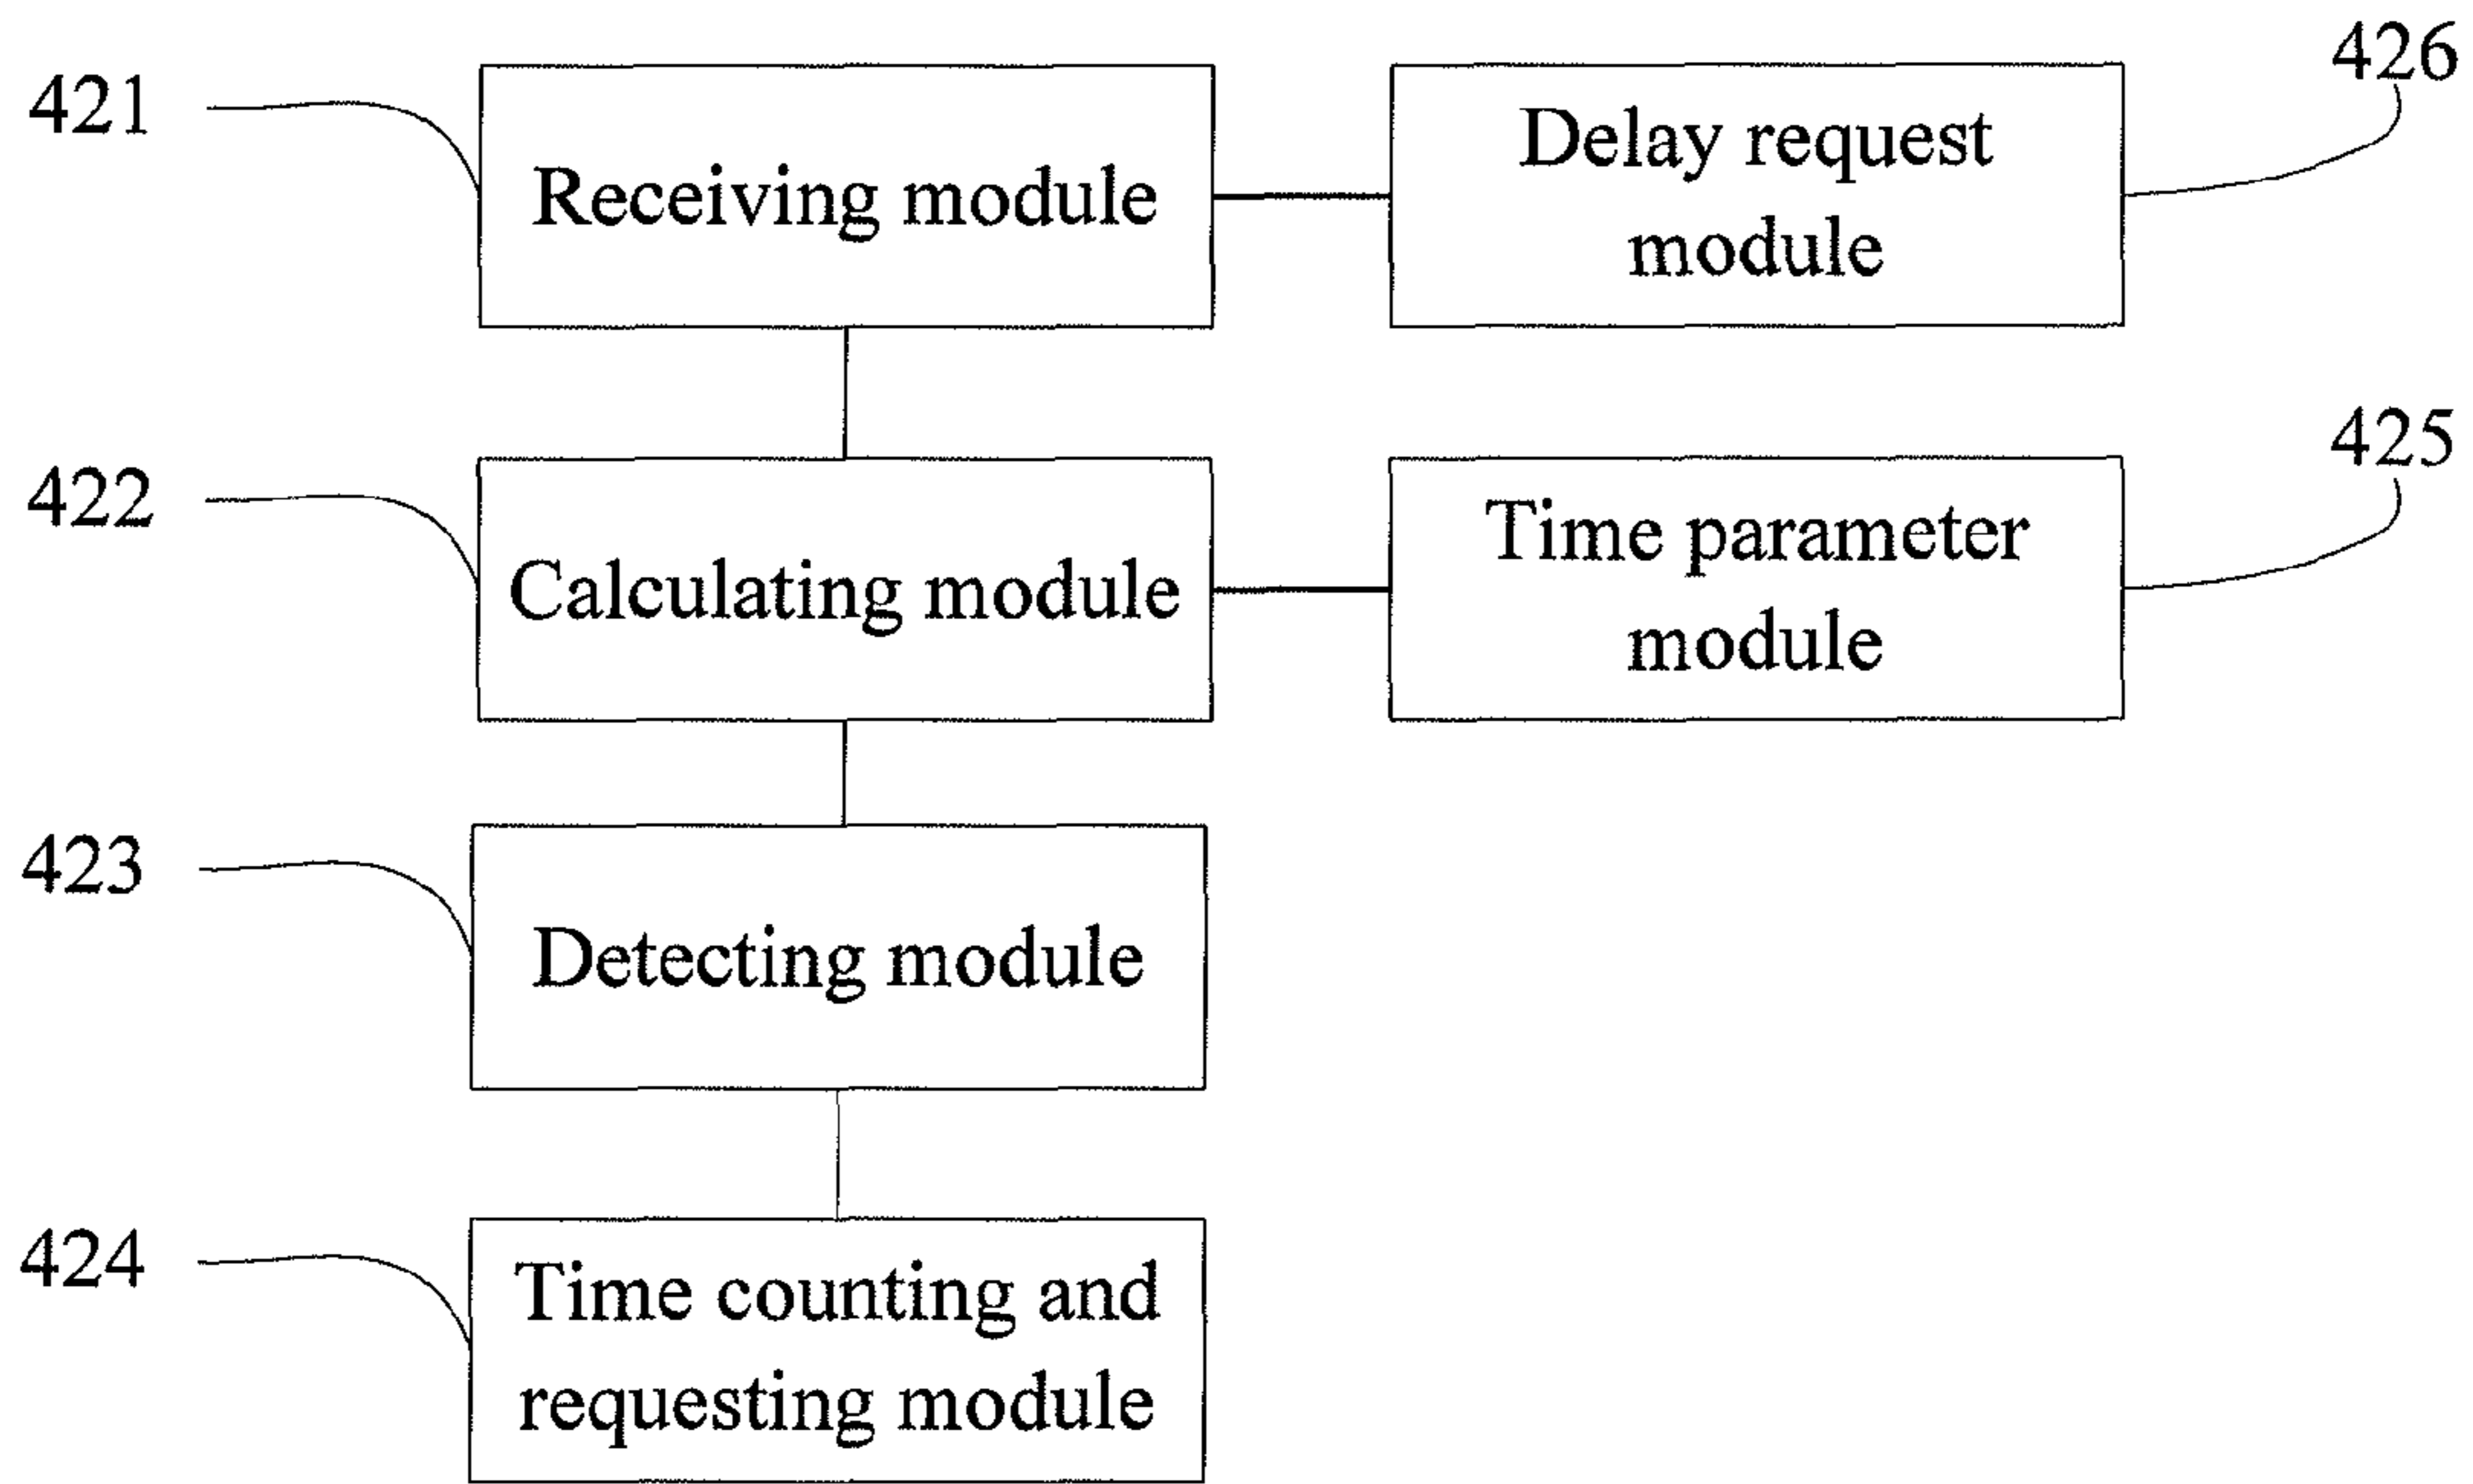 426
421
Delay request
Receiving module
module
425
422
Time parameter
Calculating module
module
423
Detecting module
424
Time counting and
requesting module